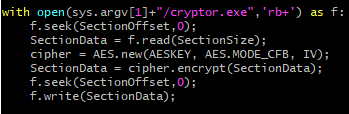 with open(sys.argv[1]+"/cryptor.exe",'rb+') as f:
f.seek(SectionOffset,0);
SectionData = f.read(SectionSize);
cipher = AES.new(AESKEY, AES.MODE_CFB, IV);
SectionData = cipher.encrypt(SectionData);
f.seek(SectionOffset,0);
f.write(SectionData);